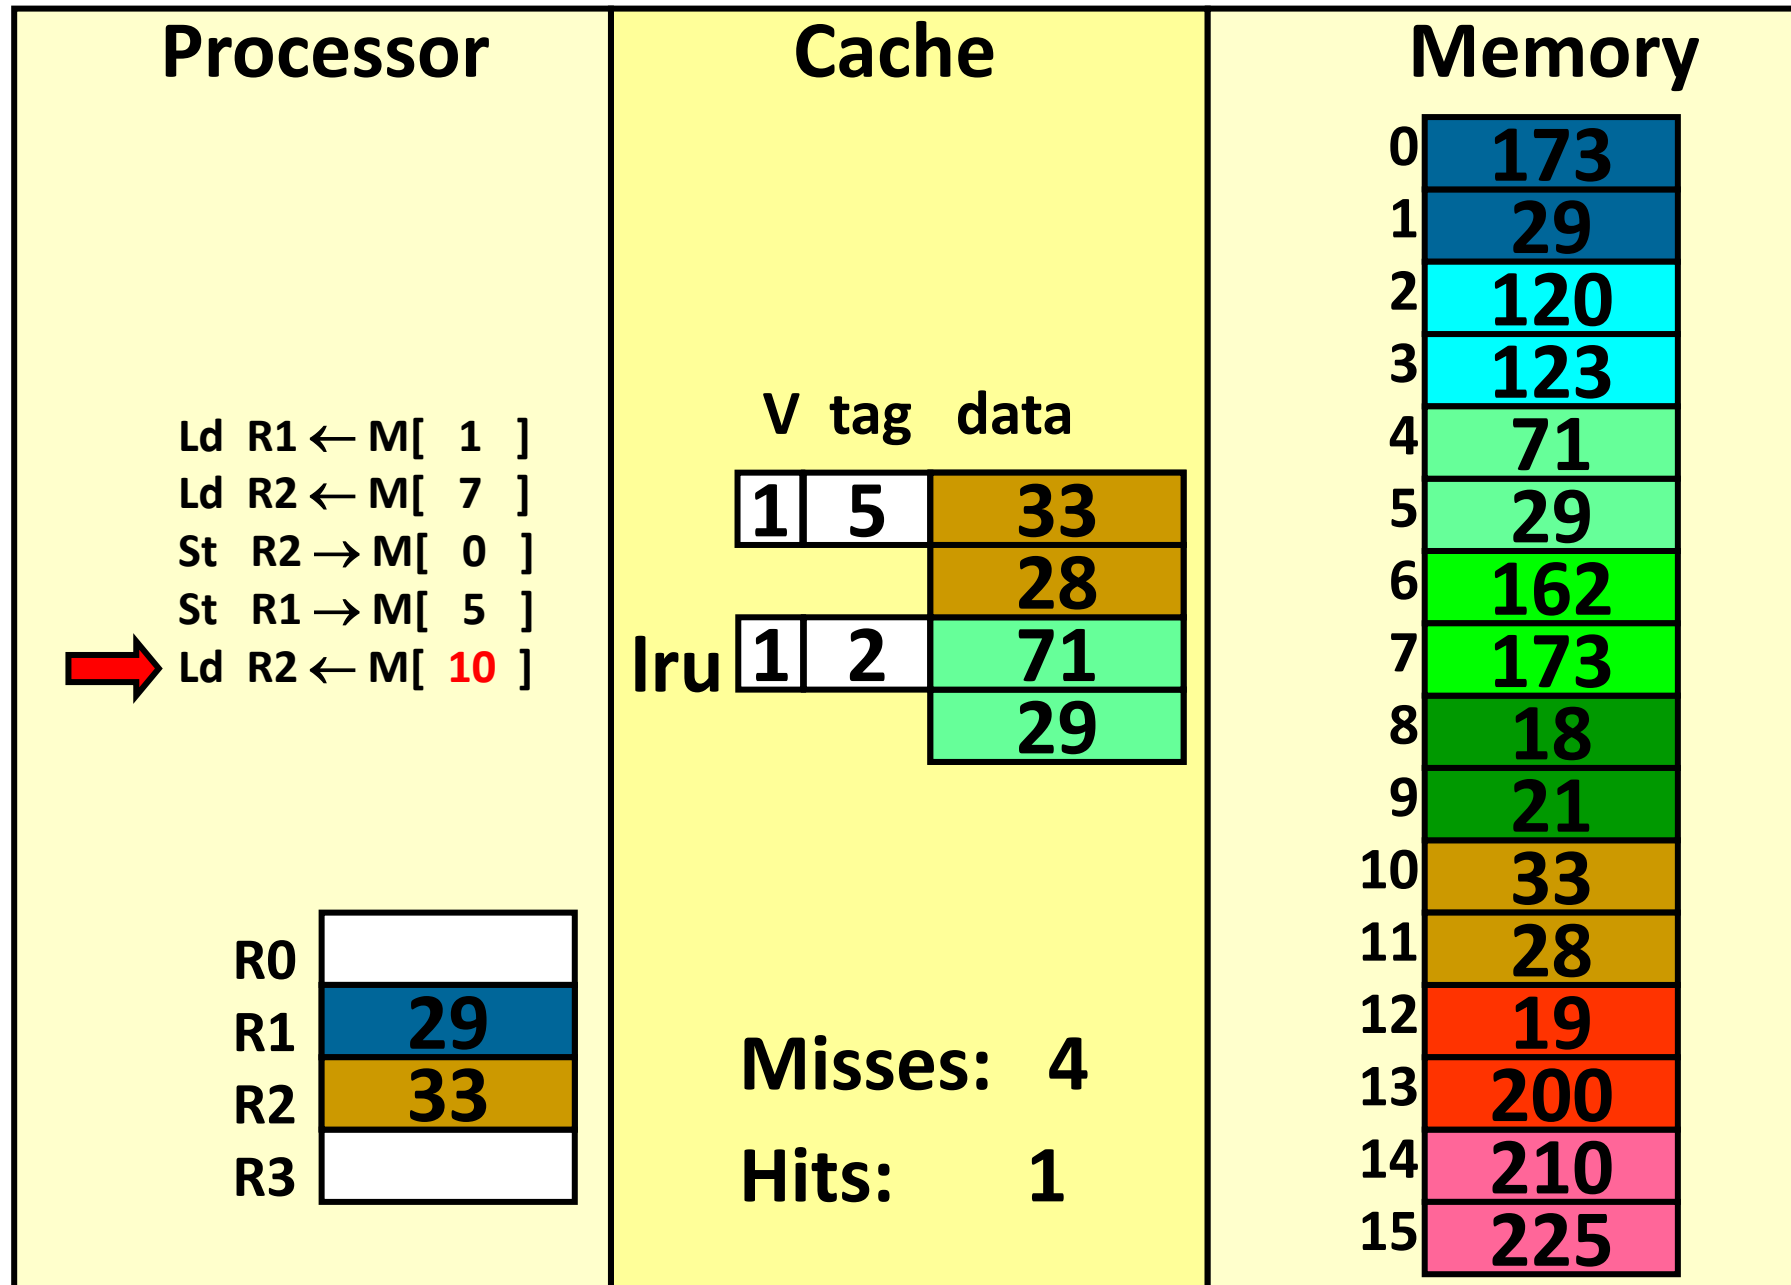 Processor
Ld R1 ← M[ 1 ]
Ld R2 ← M[ 7 ]
St R2 → M[ 0 ]
St R1 → M[ 5 ]
Ld R2 ← M[ 10 ]
R0
R1 29
R2 33
R3
Cache
V tag data
1 5 33
28
lru 1 2 71
29
Misses: 4
Hits: 1
Memory
0 173
1 29
2 120
3 123
4 71
5 29
6 162
7 173
8 18
9 21
10 33
11 28
12 19
13 200
14 210
15 225